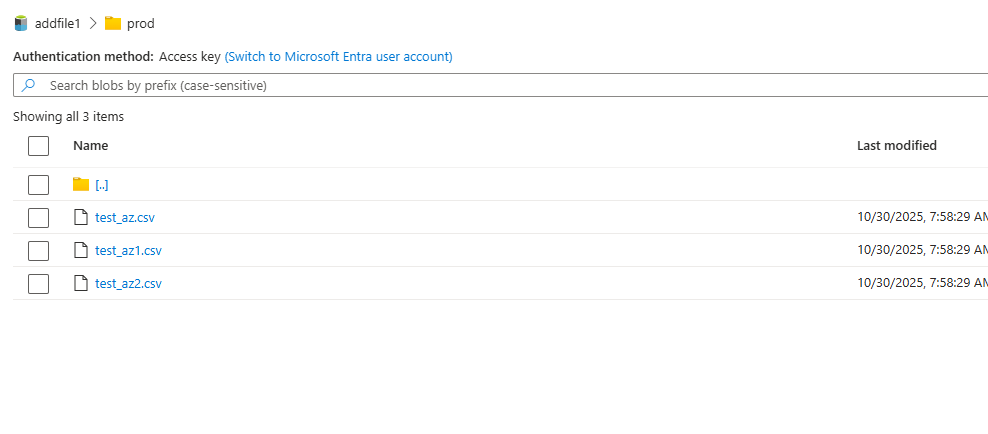 addfile1 > prod
Authentication method: Access key (Switch to Microsoft Entra user account)
Search blobs by prefix (case-sensitive)
Showing all 3 items
Name Last modified
[..]
test_az.csv 10/30/2025, 7:58:29 AM
test_az1.csv 10/30/2025, 7:58:29 AM
test_az2.csv 10/30/2025, 7:58:29 AM